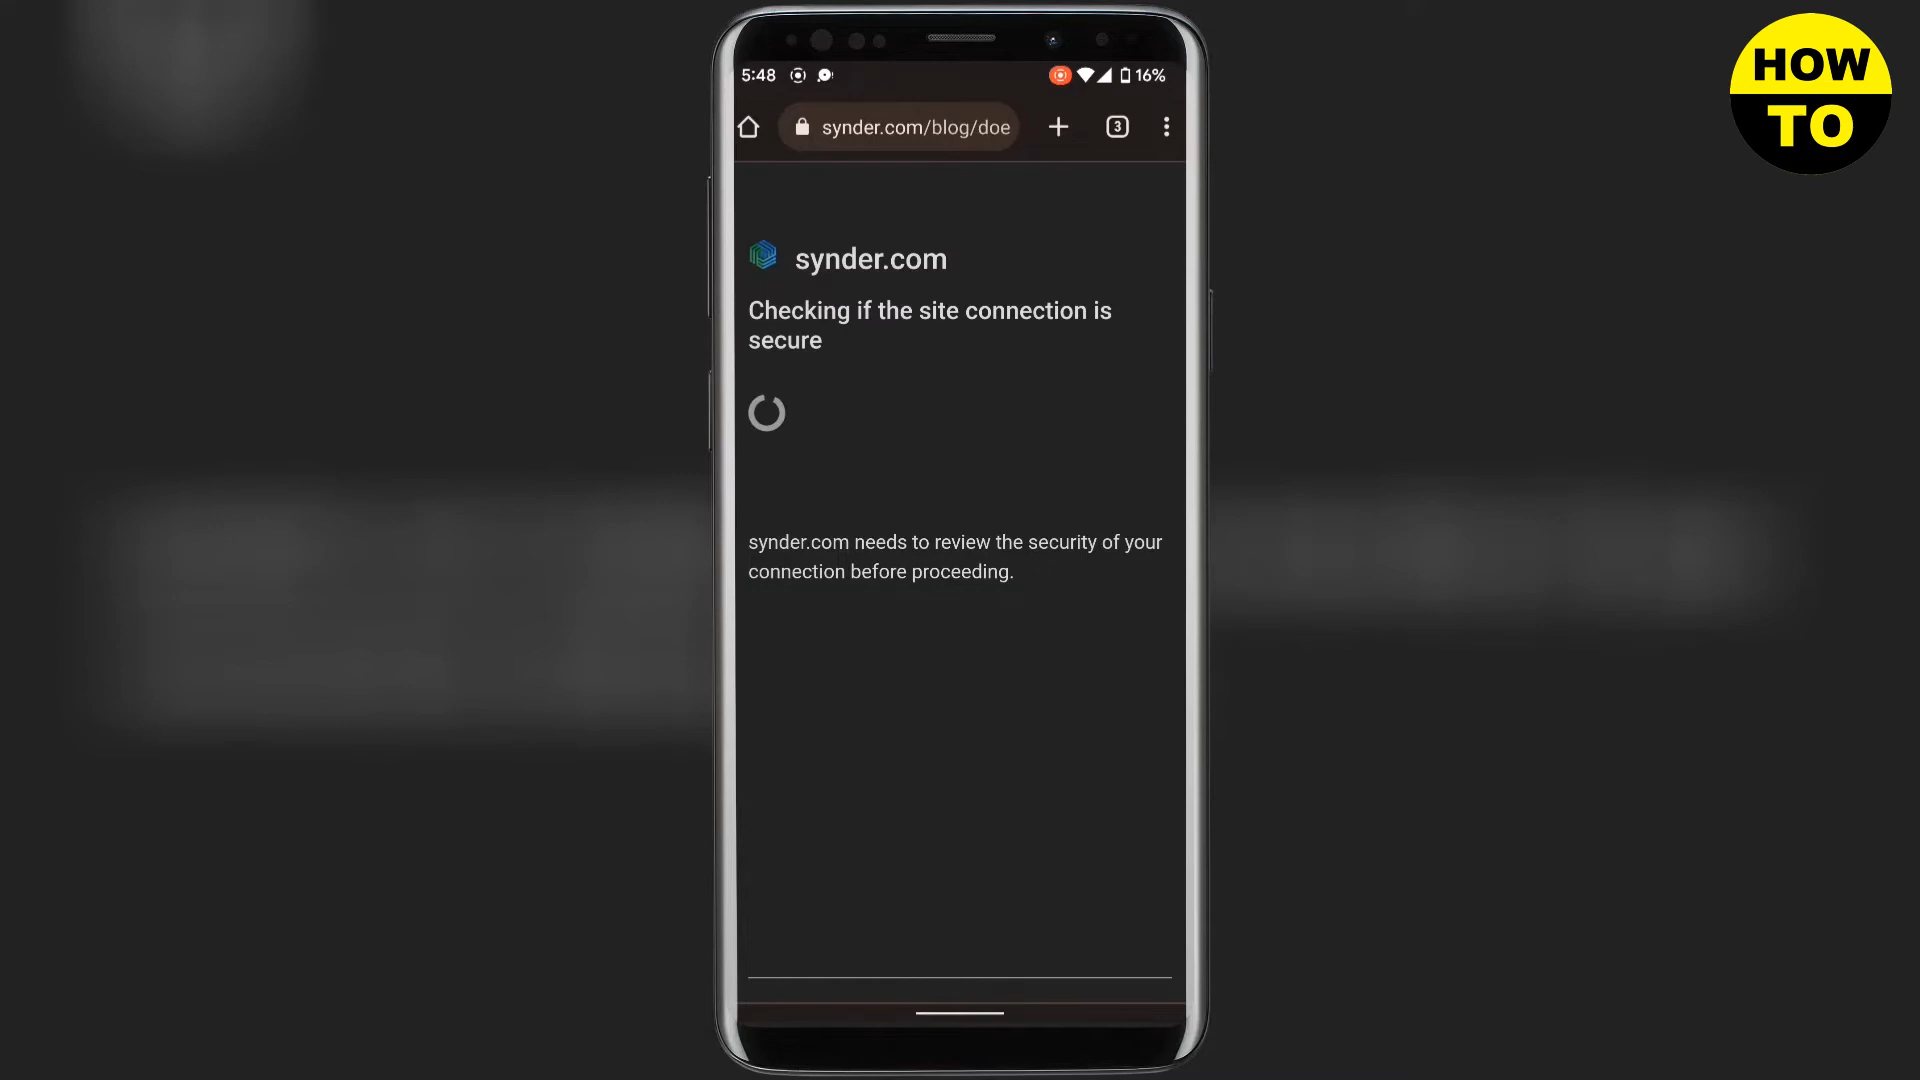 HOW
TO
5:48
16%
synder.com/blog/doe
3
synder.com
Checking if the site connection is
secure
synder.com needs to review the security of your
connection before proceeding.